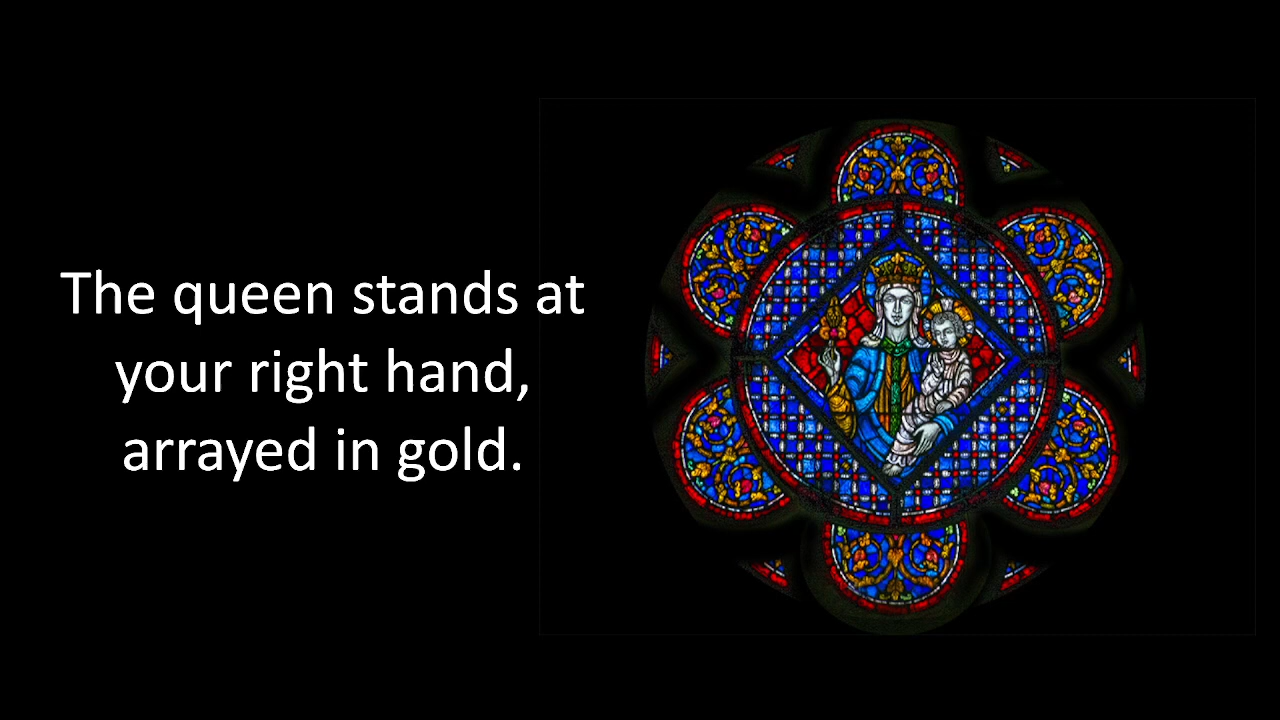 The queen stands at
your right hand,
arrayed in gold.